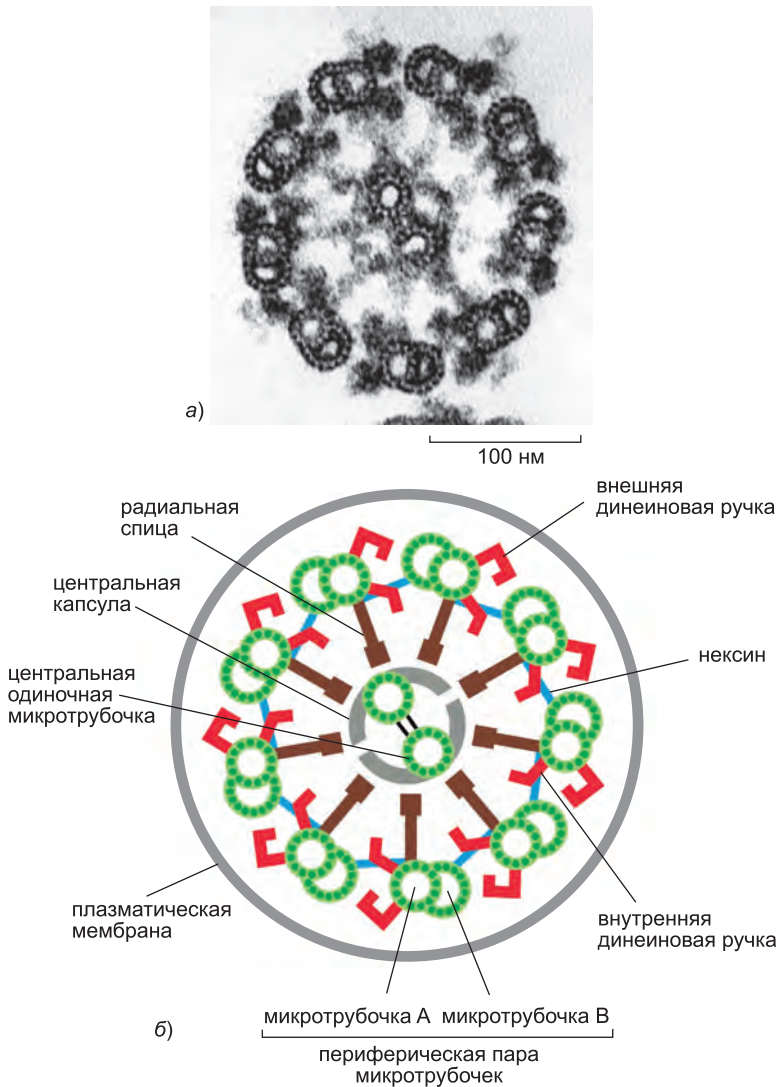 а)
100 нм
радиальная
спица
внешняя
динеиновая ручка
центральная
капсула
центральная
одиночная
микротрубочка
нексин
плазматическая
мембрана
внутренняя
динеиновая ручка
микротрубочка А микротрубочка В
б)
периферическая пара
микротрубочек